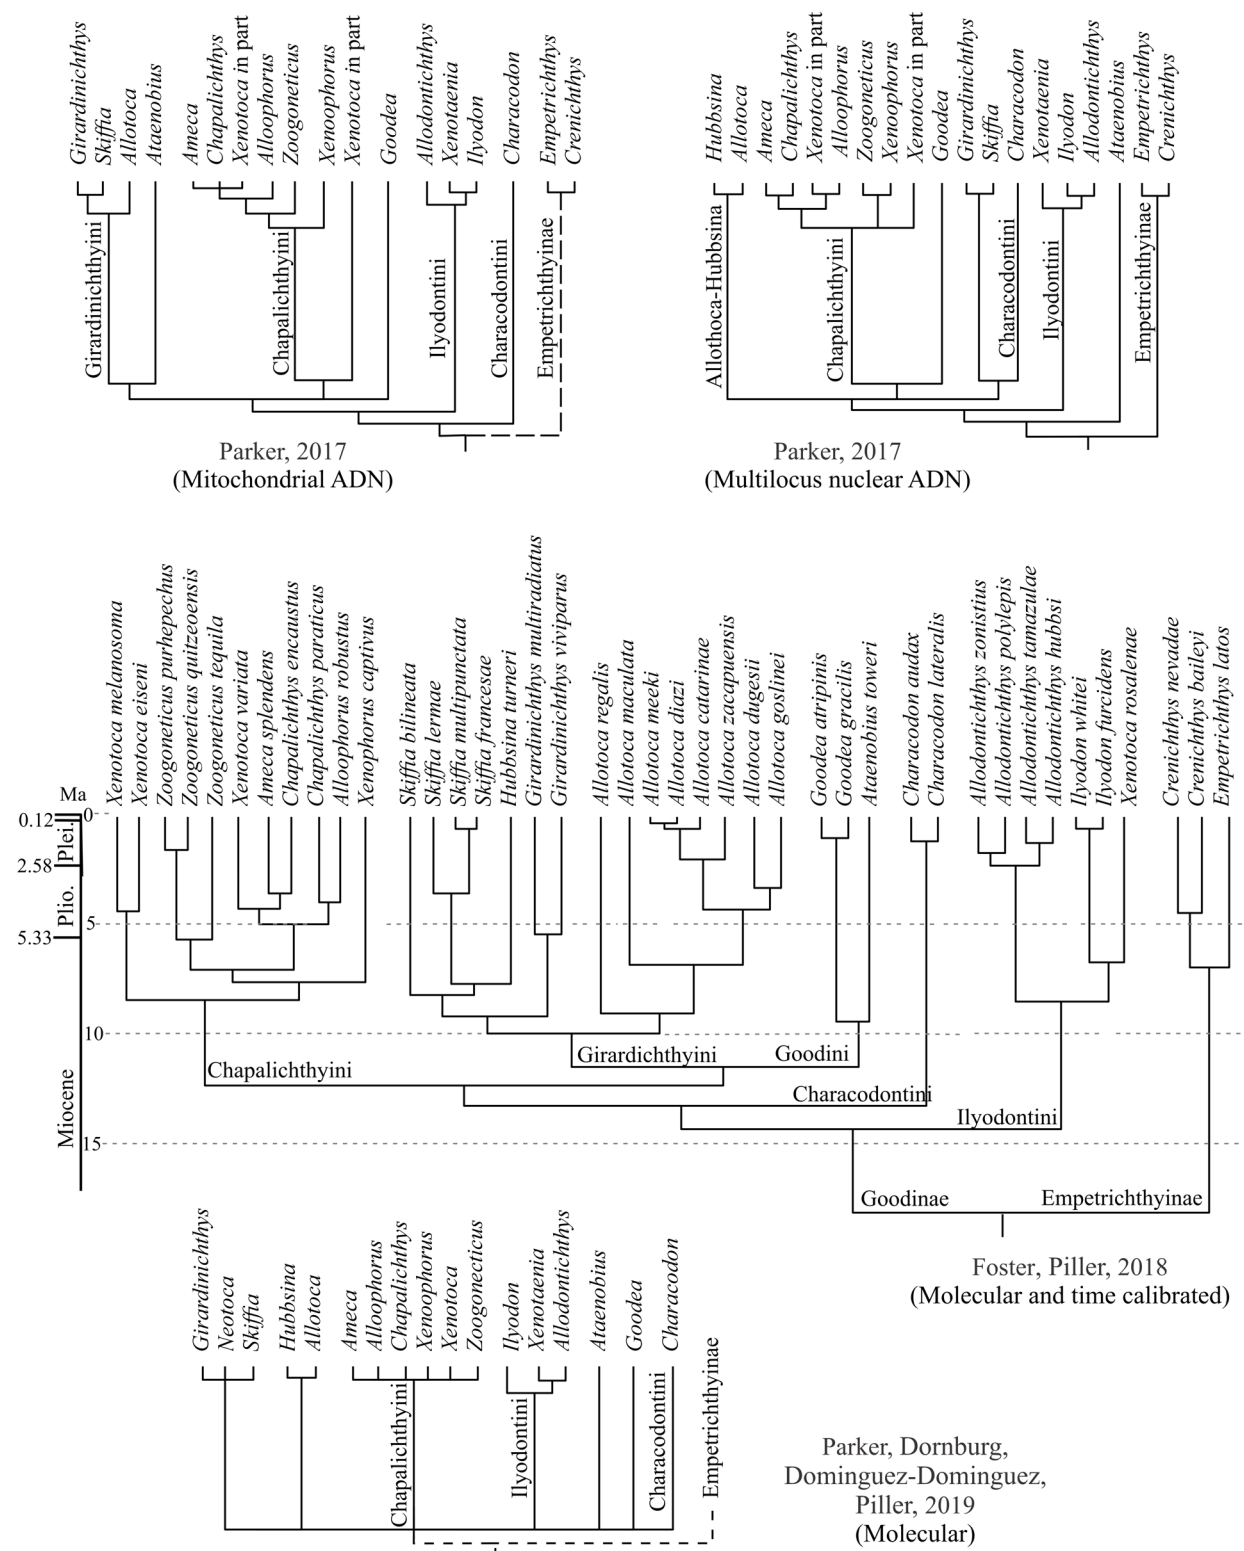 Girardinichthys
Skiffia
Allotoca
Ataenobius
Ameca
Chapalichthys
Xenotoca in part
Alloophorus
Zoogoneticus
Xenoophorus
Xenotoca in part
Goodea
Allodontichthys
Xenotaenia
Ilyodon
Characodon
Empetrichthys
Crenichthys
Girardinichthyini
Chapalichthyini
Ilyodontini
Characodontini
Empetrichthyinae
Parker, 2017
(Mitochondrial ADN)
Hubbsina
Allotoca
Ameca
Chapalichthys
Xenotoca in part
Alloophorus
Zoogoneticus
Xenoophorus
Xenotoca in part
Goodea
Girardinichthys
Skiffia
Characodon
Xenotaenia
Ilyodon
Allodontichthys
Ataenobius
Empetrichthys
Crenichthys
Allothoca-Hubbsina
Chapalichthyini
Characodontini
Ilyodontini
Empetrichthyinae
Parker, 2017
(Multilocus nuclear ADN)
Xenotoca melanosoma
Xenotoca eiseni
Zoogoneticus purhepechus
Zoogoneticus quitzeoensis
Zoogoneticus tequila
Xenotoca variata
Ameca splendens
Chapalichthys encaustus
Chapalichthys paraticus
Alloophorus robustus
Xenophorus captivus
Skiffia bilineata
Skiffia lermae
Skiffia multipunctata
Skiffia francesae
Hubbsina turneri
Girardinichthys multiradiatus
Girardinichthys viviparus
Allotoca regalis
Allotoca maculata
Allotoca meeki
Allotoca diazi
Allotoca catarinae
Allotoca zacapuensis
Allotoca dugesii
Allotoca goslinei
Goodea atripinis
Goodea gracilis
Ataenobius toweri
Characodon audax
Characodon lateralis
Allodontichthys zonistius
Allodontichthys polylepis
Allodontichthys tamazulae
Allodontichthys hubbsi
Ilyodon whitei
Ilyodon furcidens
Xenotoca rosalenae
Crenichthys nevadae
Crenichthys baileyi
Empetrichthys latos
Ma
0
0.12
Plei.
2.58
Plio.
5
5.33
10
Miocene
15
Girardichthyini
Goodini
Chapalichthyini
Characodontini
Ilyodontini
Goodinae
Empetrichthyinae
Foster, Piller, 2018
(Molecular and time calibrated)
Girardinichthys
Neotoca
Skiffia
Hubbsina
Allotoca
Ameca
Alloophorus
Chapalichthys
Xenoophorus
Xenotoca
Zoogonecticus
Ilyodon
Xenotaenia
Allodontichthys
Ataenobius
Goodea
Characodon
Empetrichthyinae
Chapalichthyini
Ilyodontini
Characodontini
Parker, Dornburg,
Dominguez-Dominguez,
Piller, 2019
(Molecular)